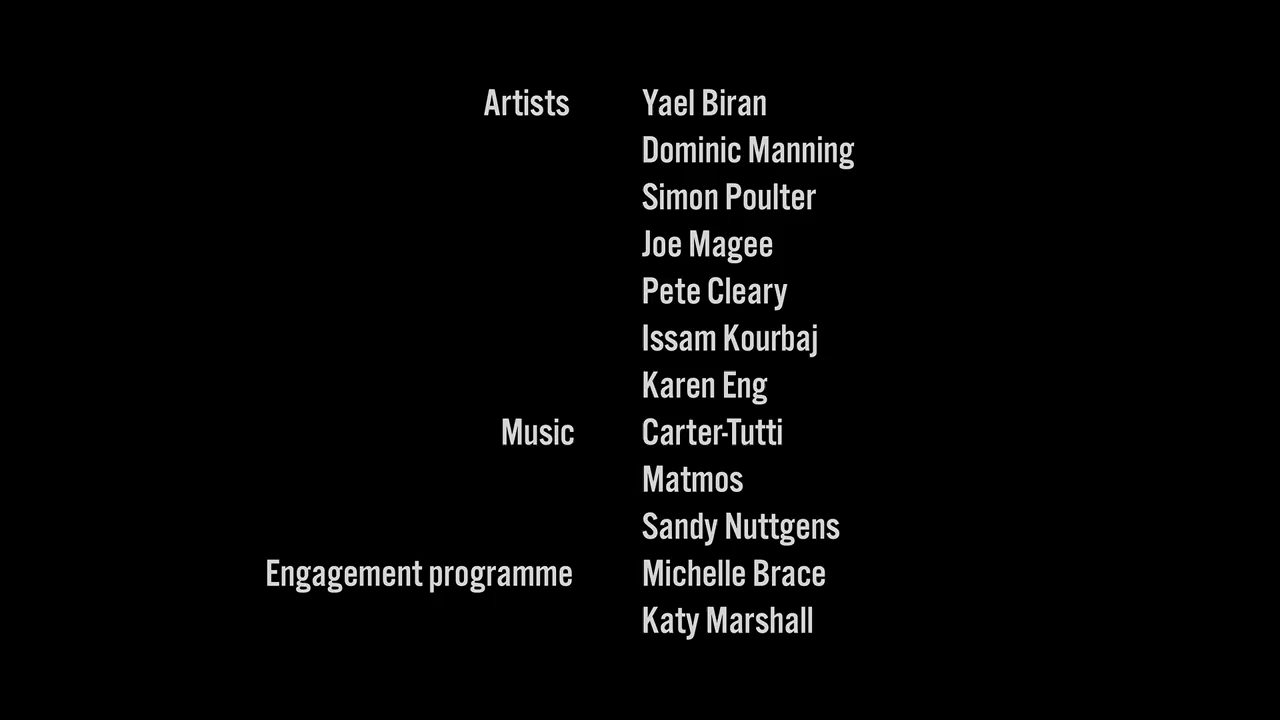 Artists Yael Biran
Dominic Manning
Simon Poulter
Joe Magee
Pete Cleary
Issam Kourbaj
Karen Eng
Music Carter-Tutti
Matmos
Sandy Nuttgens
Engagement programme Michelle Brace
Katy Marshall